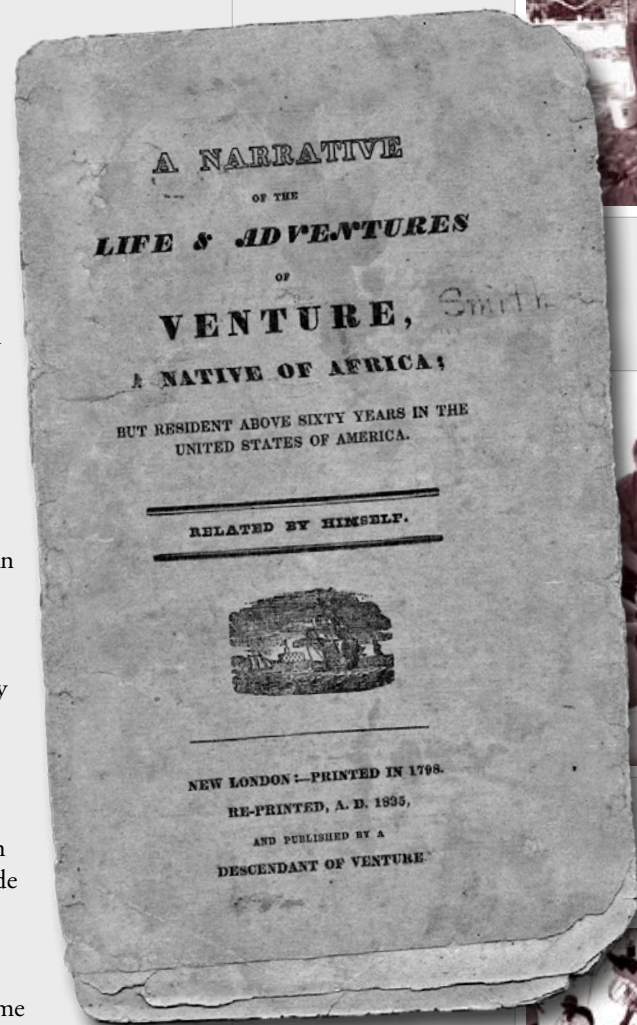 A NARRATIVE
OF THE
LIFE & ADVENTURES
OF
VENTURE, Smith
A NATIVE OF AFRICA;
BUT RESIDENT ABOVE SIXTY YEARS IN THE
UNITED STATES OF AMERICA.
RELATED BY HIMSELF.
NEW LONDON:—PRINTED IN 1798.
RE-PRINTED, A. D. 1835,
AND PUBLISHED BY A
DESCENDANT OF VENTURE